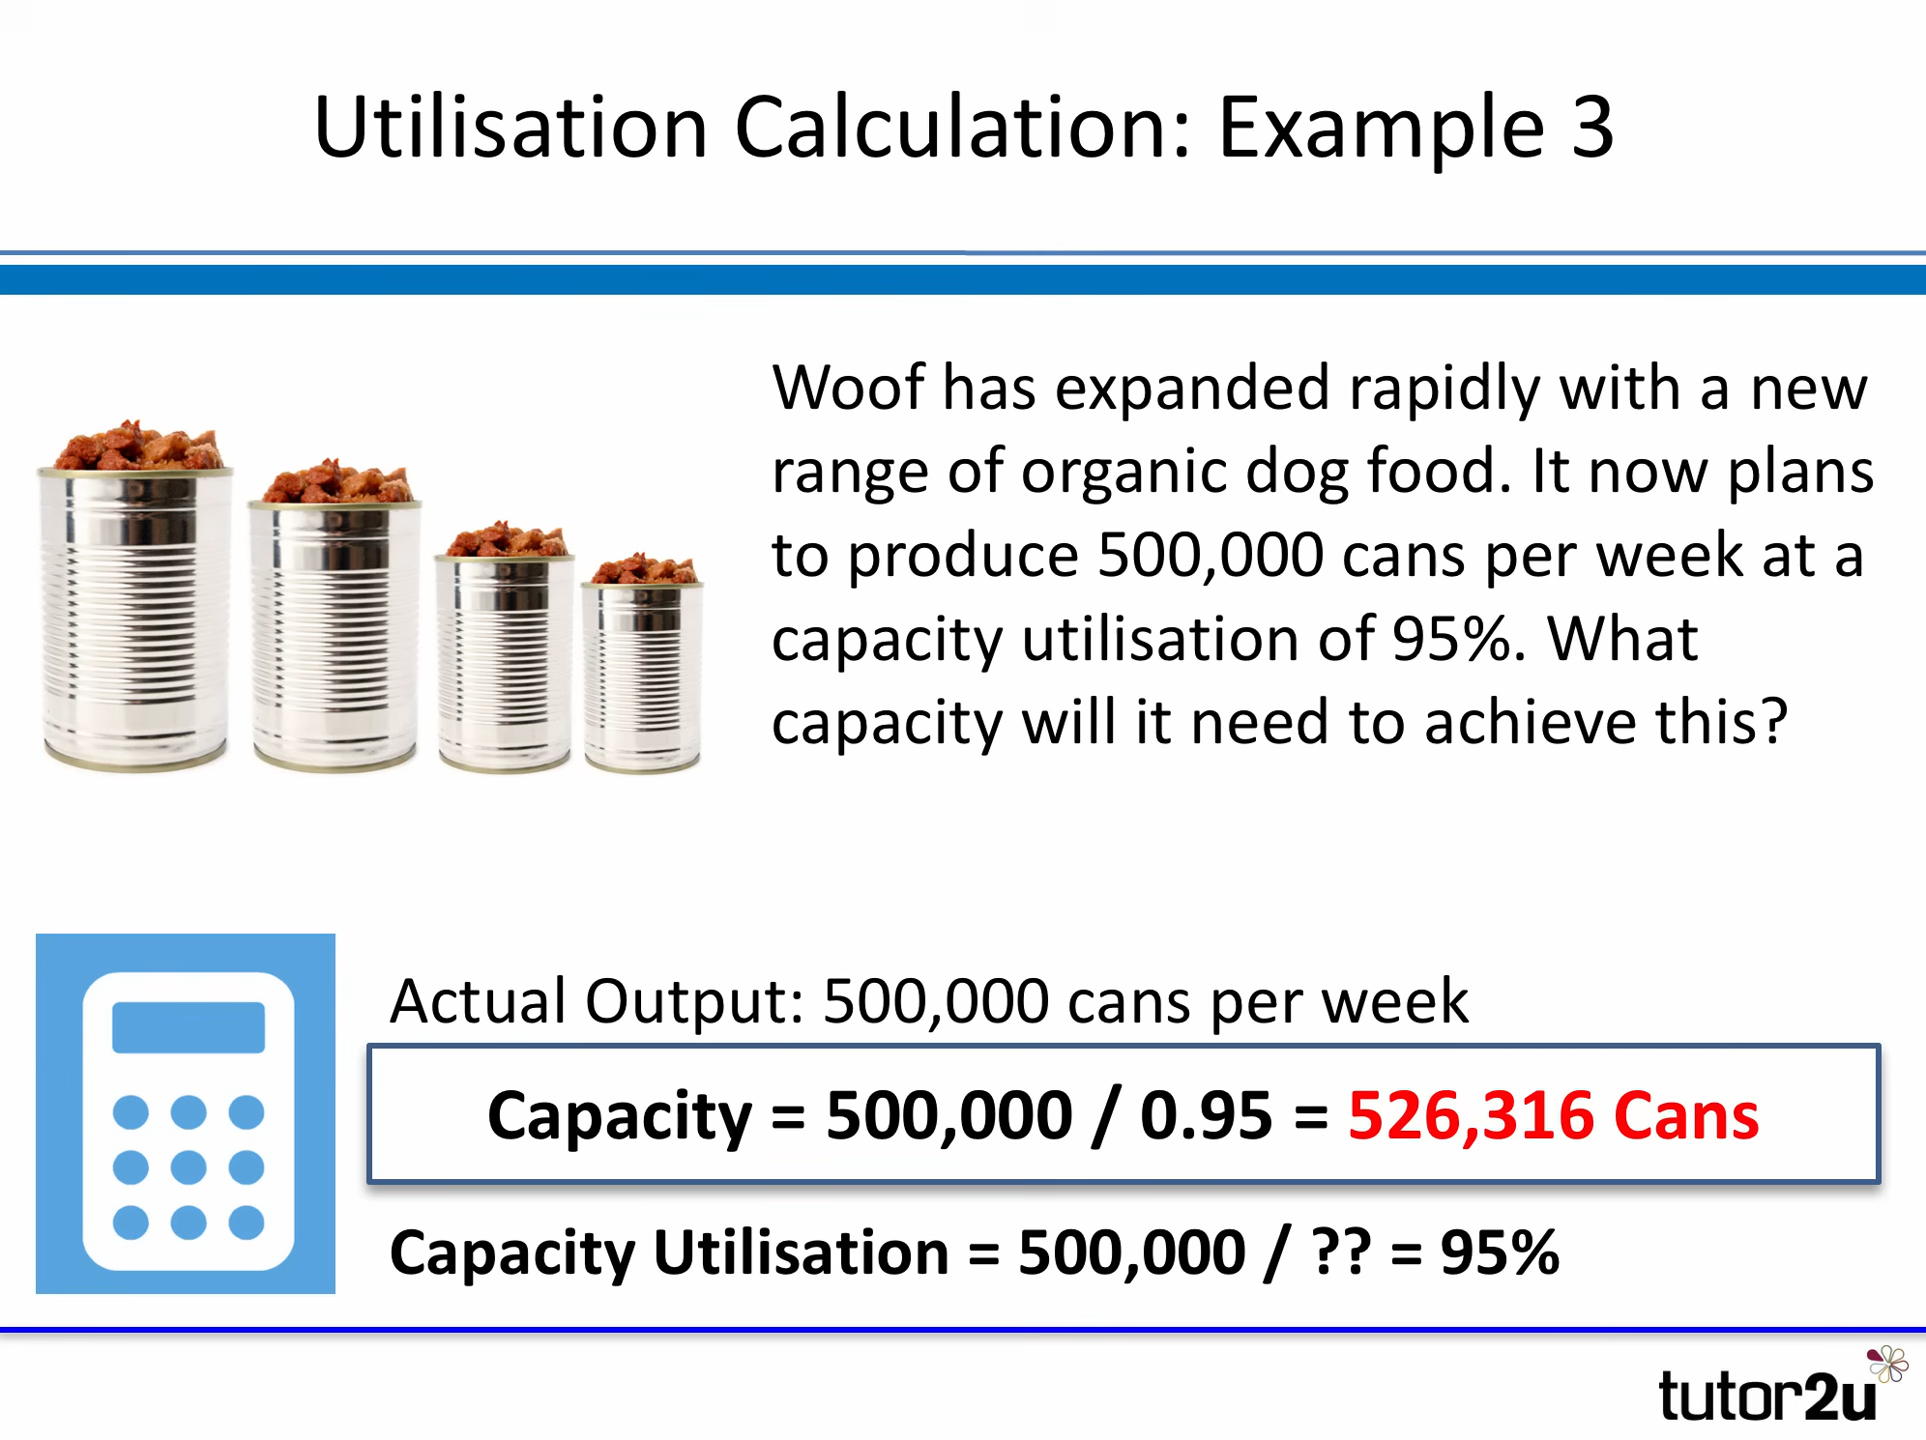 Utilisation Calculation: Example 3
Woof has expanded rapidly with a new
range of organic dog food. It now plans
to produce 500,000 cans per week at a
capacity utilisation of 95%. What
capacity will it need to achieve this?
Actual Output: 500,000 cans per week
Capacity = 500,000 / 0.95 = 526,316 Cans
Capacity Utilisation = 500,000 / ?? = 95%
tutor2u